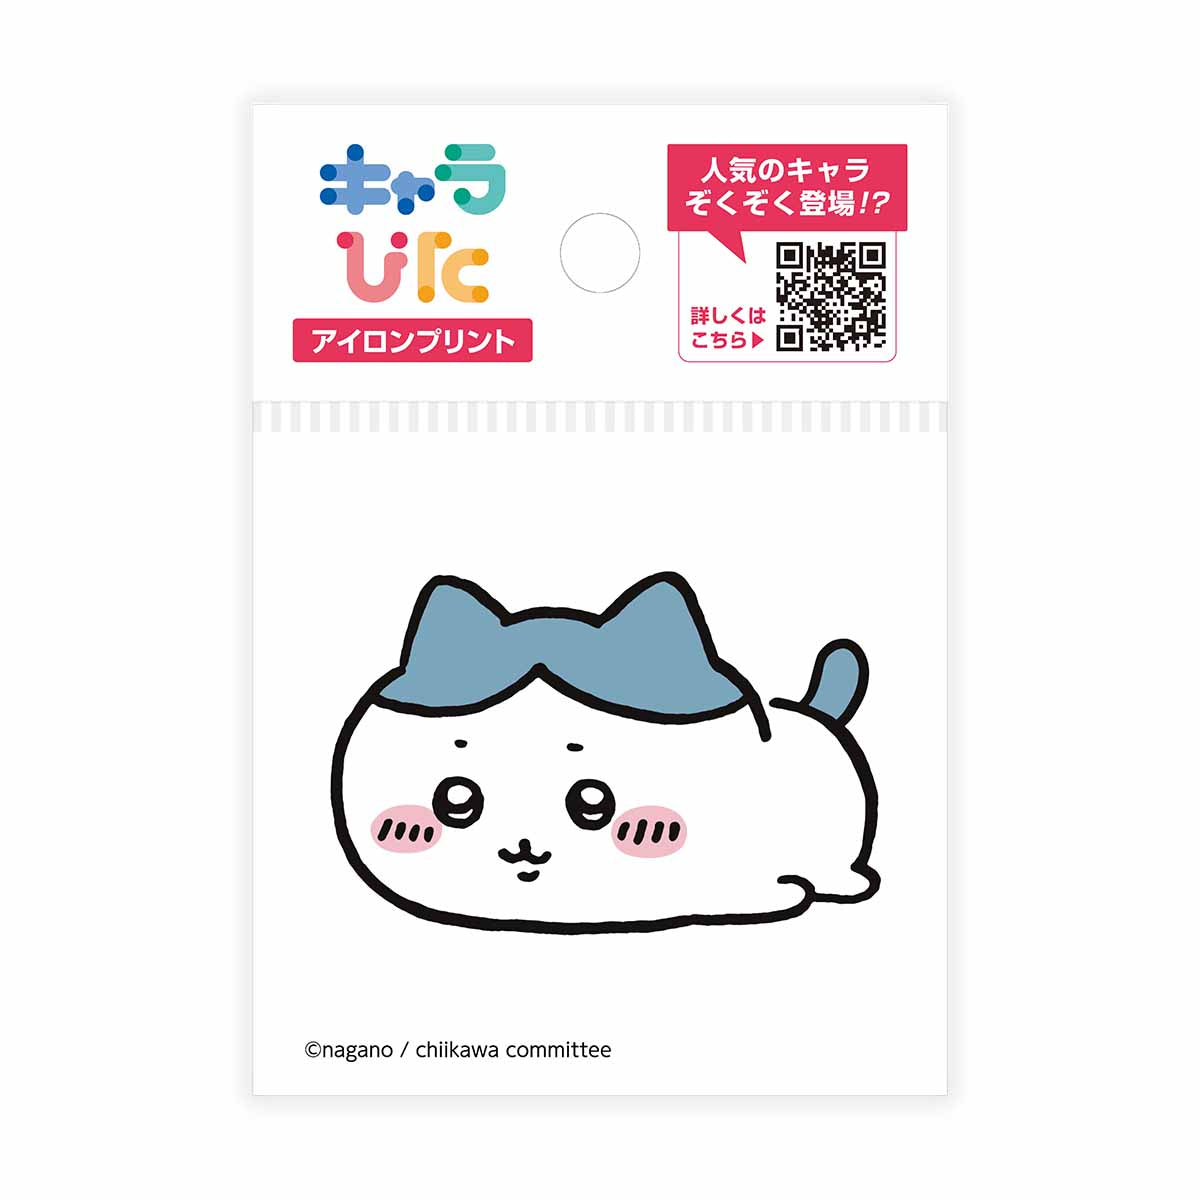 キャラ
ぴた
アイロンプリント
人気のキャラ
ぞくぞく登場!?
詳しくは
こちら▶
©nagano / chiikawa committee